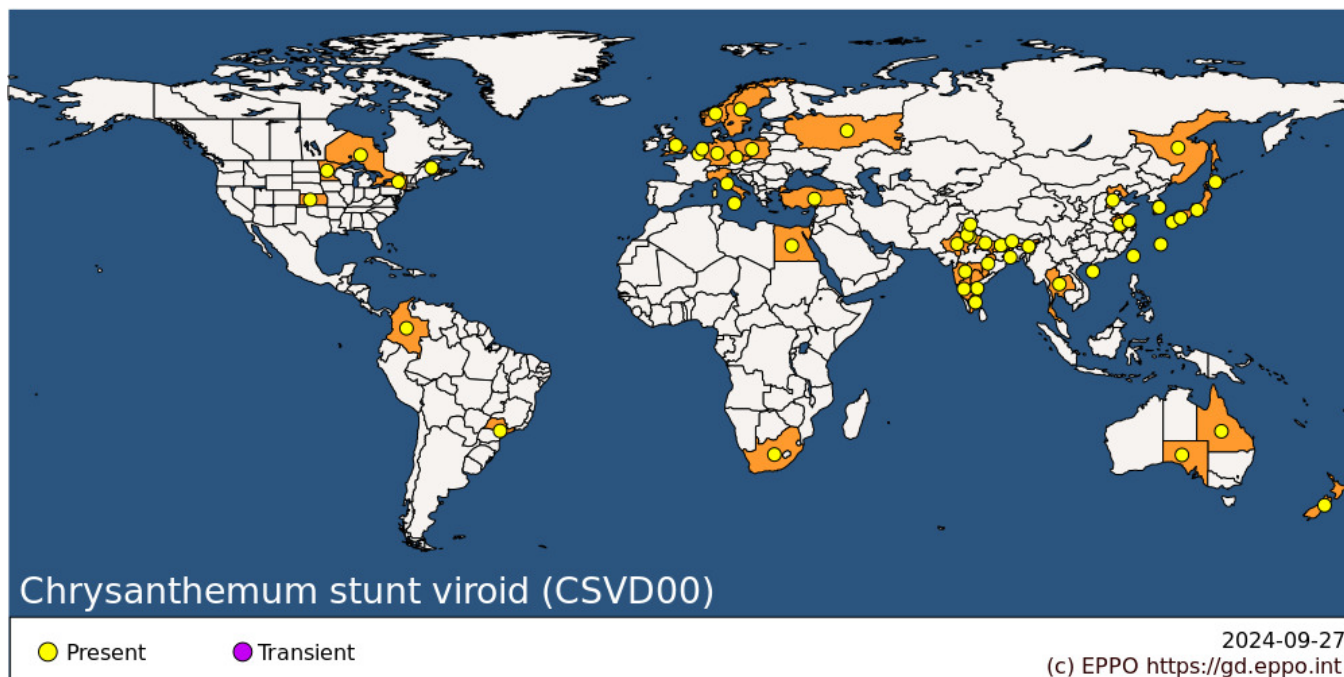 Chrysanthemum stunt viroid (CSVD00)
Present
Transient
2024-09-27
(c) EPPO https://gd.eppo.int